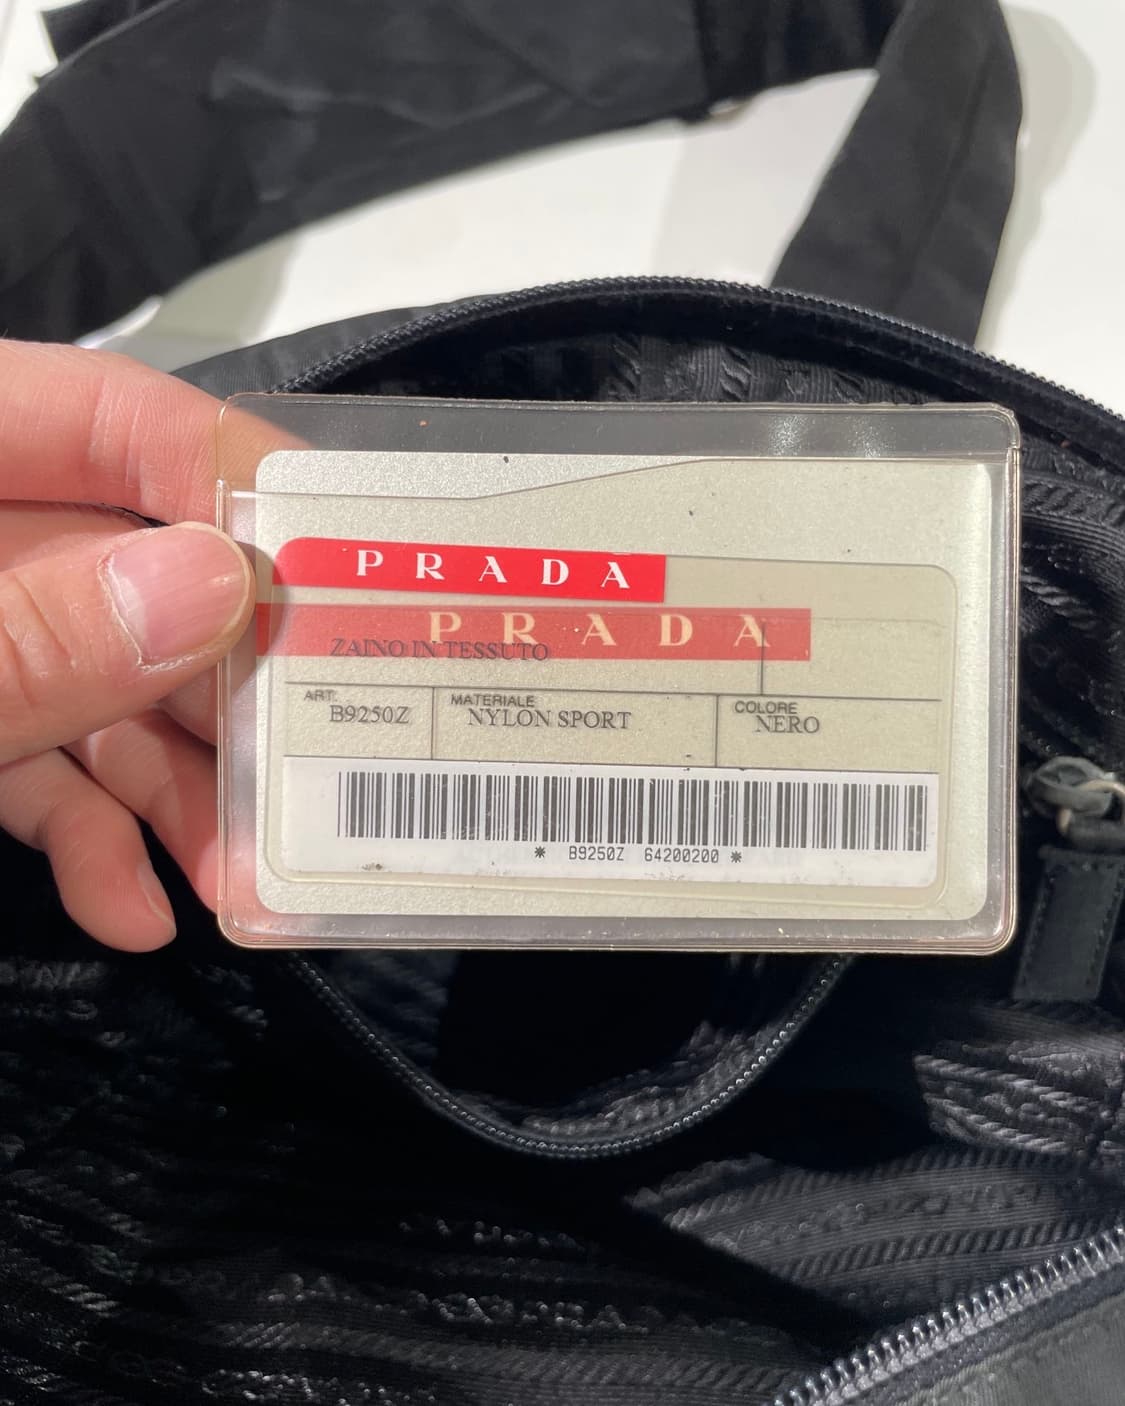 PRADA
PRADA
ZAINO IN TESSUTO
ART. MATERIALE COLORE
B9250Z NYLON SPORT NERO
* B9250Z 64200200 *